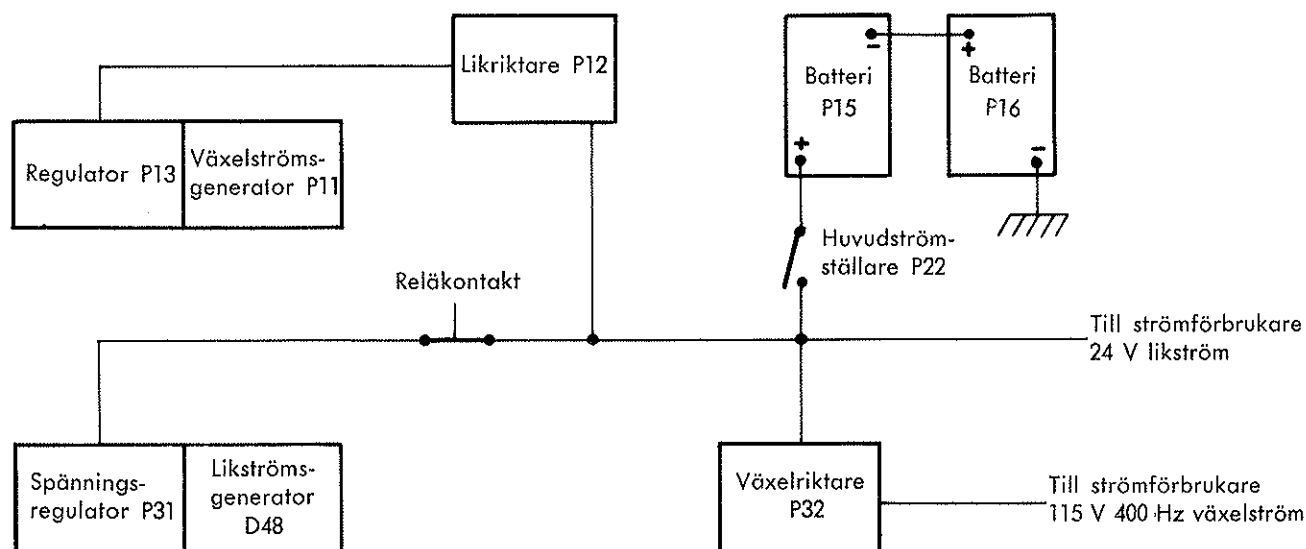 Likriktare P12
Regulator P13
Växelströms-
generator P11
−
+
Batteri
P15
Batteri
P16
+
−
Huvudström-
ställare P22
Reläkontakt
Till strömförbrukare
24 V likström
Spännings-
regulator P31
Likströms-
generator
D48
Växelriktare
P32
Till strömförbrukare
115 V 400 Hz växelström